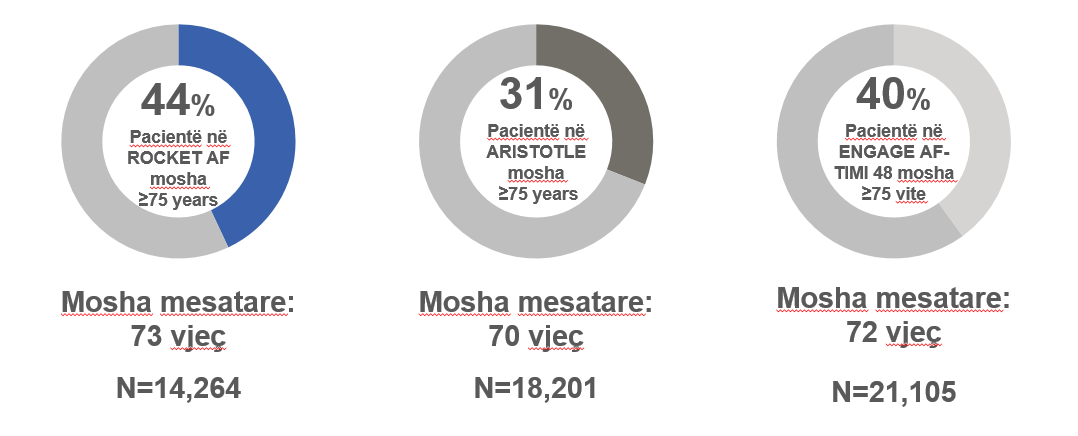 44%
Pacientë në
ROCKET AF
mosha
≥75 years
Mosha mesatare:
73 vjeç
N=14,264
31%
Pacientë në
ARISTOTLE
mosha
≥75 years
Mosha mesatare:
70 vjeç
N=18,201
40%
Pacientë në
ENGAGE AF-
TIMI 48 mosha
≥75 vite
Mosha mesatare:
72 vjeç
N=21,105